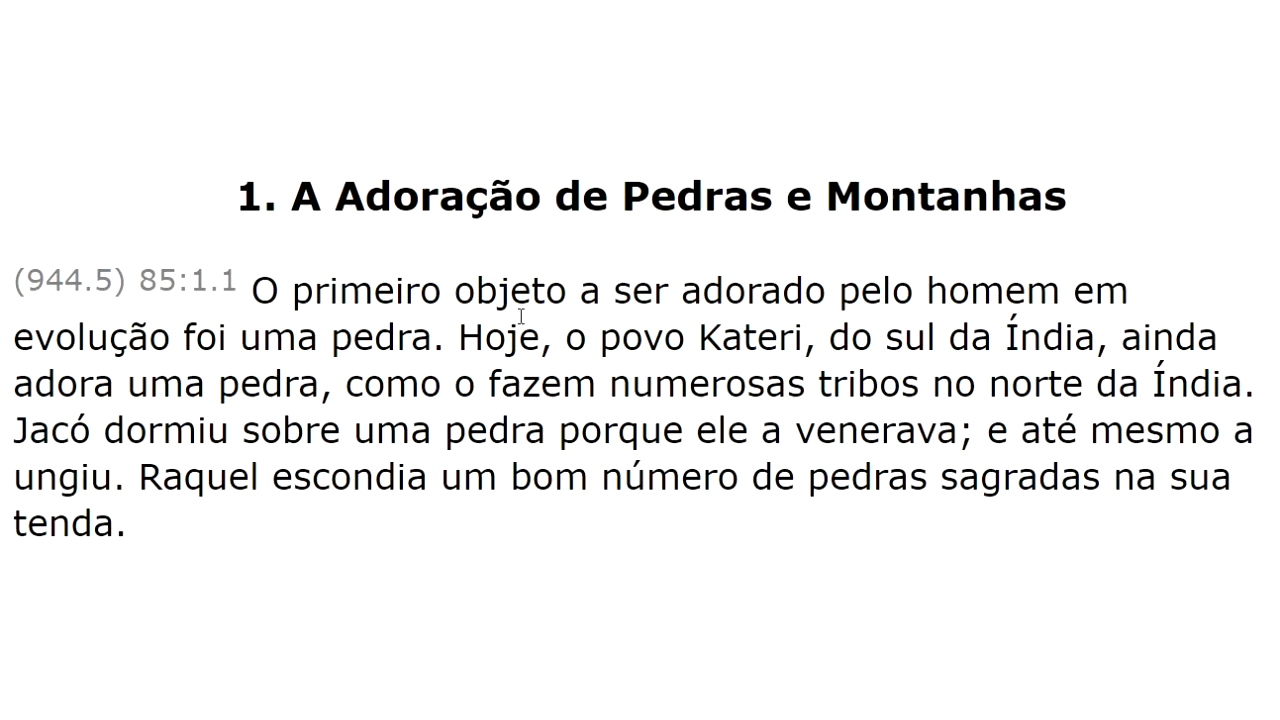 1. A Adoração de Pedras e Montanhas
(944.5) 85:1.1 O primeiro objeto a ser adorado pelo homem em
evolução foi uma pedra. Hoje, o povo Kateri, do sul da Índia, ainda
adora uma pedra, como o fazem numerosas tribos no norte da Índia.
Jacó dormiu sobre uma pedra porque ele a venerava; e até mesmo a
ungiu. Raquel escondia um bom número de pedras sagradas na sua
tenda.